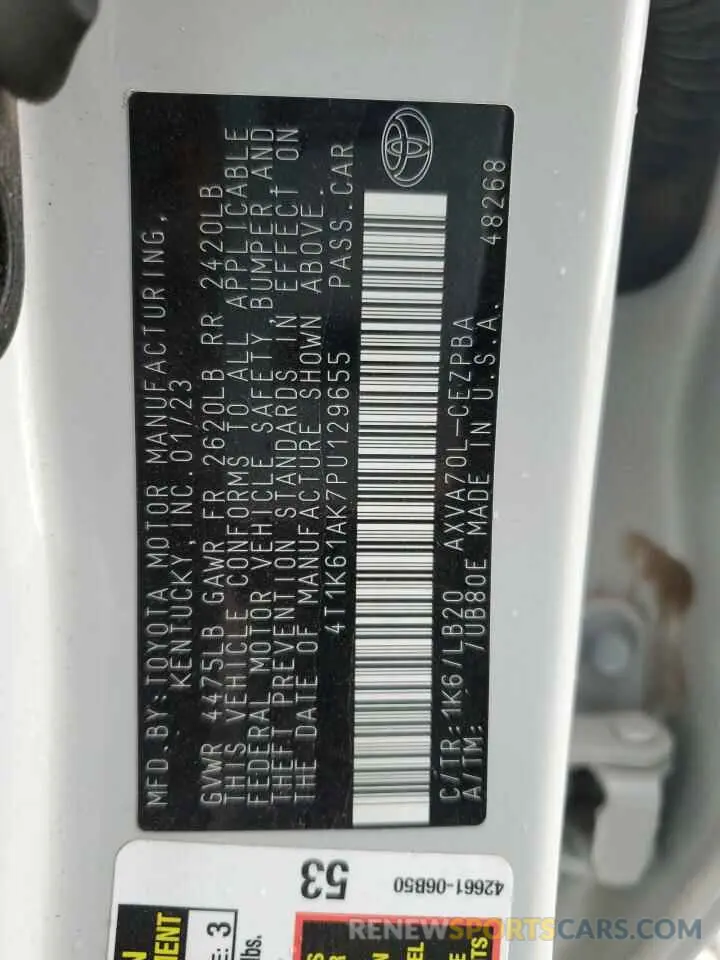 MFD.BY:TOYOTA MOTOR MANUFACTURING,
KENTUCKY,INC.01/23
GVWR 4475LB GAWR FR 2620LB RR 2420LB
THIS VEHICLE CONFORMS TO ALL APPLICABLE
FEDERAL MOTOR VEHICLE SAFETY, BUMPER,AND
THEFT PREVENTION STANDARDS IN EFFECT ON
THE DATE OF MANUFACTURE SHOWN ABOVE.
4T1K61AK7PU129655 PASS.CAR
C/TR:1K6/LB20 AXVA70L-CEZPBA
A/TM: 7UB80E MADE IN U.S.A. 48268
53
42661-06B50
3
lbs.
RENEWSPORTSCARS.COM